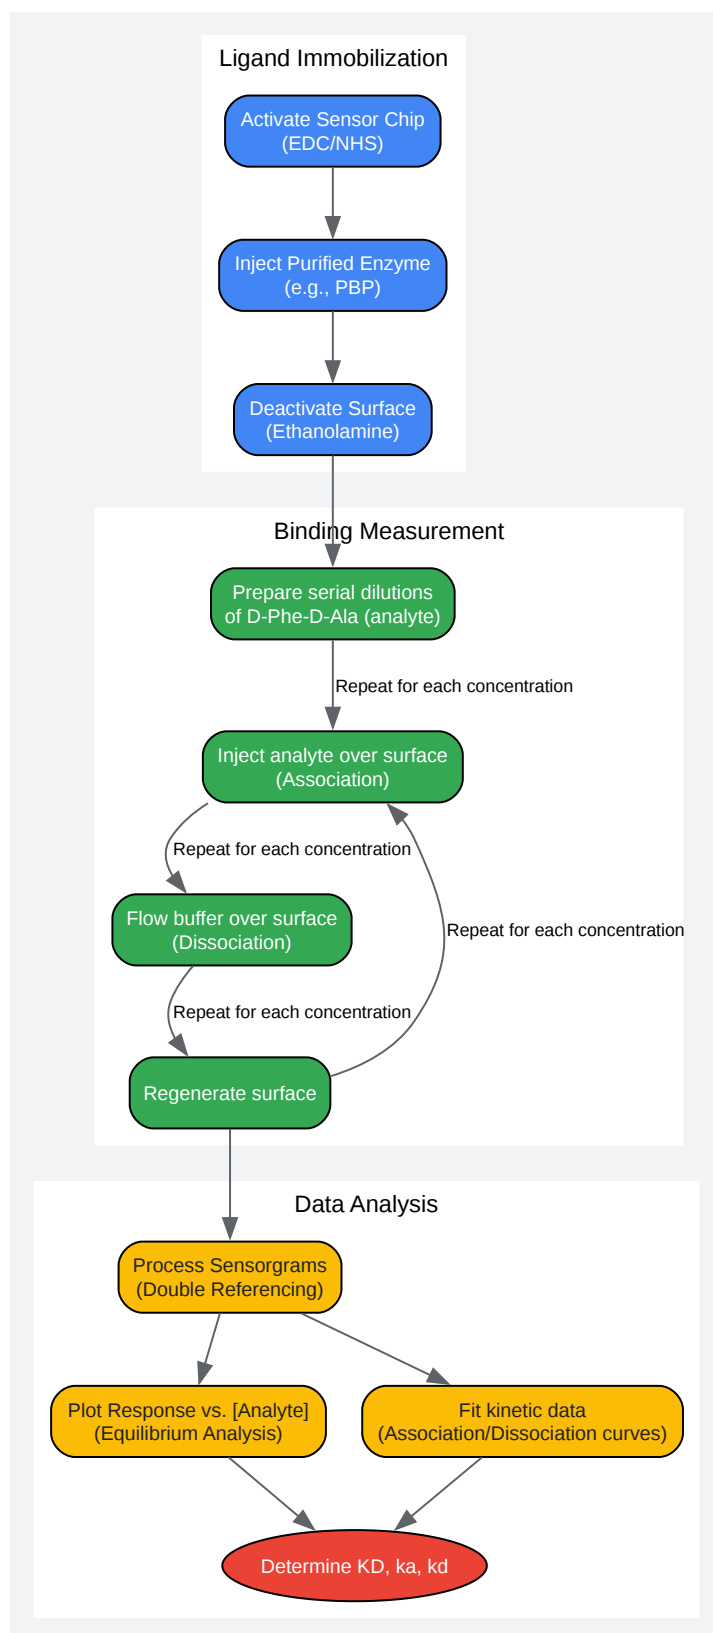 Ligand Immobilization
Activate Sensor Chip
(EDC/NHS)
Inject Purified Enzyme
(e.g., PBP)
Deactivate Surface
(Ethanolamine)
Binding Measurement
Prepare serial dilutions
of D-Phe-D-Ala (analyte)
Repeat for each concentration
Inject analyte over surface
(Association)
Repeat for each concentration
Flow buffer over surface
(Dissociation)
Repeat for each concentration
Repeat for each concentration
Regenerate surface
Data Analysis
Process Sensorgrams
(Double Referencing)
Plot Response vs. [Analyte]
(Equilibrium Analysis)
Fit kinetic data
(Association/Dissociation curves)
Determine KD, ka, kd